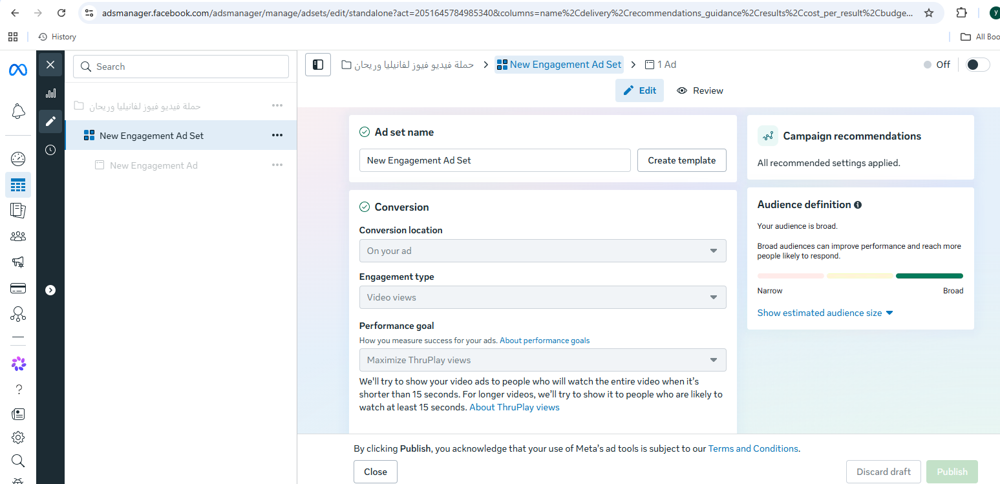 adsmanager.facebook.com/adsmanager/manage/adsets/edit/standalone?act=2051645784985340&columns=name%2Cdelivery%2Crecommendations_guidance%2Cresults%2Ccost_per_result%2Cbudge...
y
History
All Boo
Search
حملة فيديو فيوز لفانيليا وريحان
New Engagement Ad Set
New Engagement Ad
حملة فيديو فيوز لفانيليا وريحان
New Engagement Ad Set
1 Ad
Off
Edit
Review
Ad set name
New Engagement Ad Set
Create template
Conversion
Conversion location
On your ad
Engagement type
Video views
Performance goal
How you measure success for your ads. About performance goals
Maximize ThruPlay views
We'll try to show your video ads to people who will watch the entire video when it's
shorter than 15 seconds. For longer videos, we'll try to show it to people who are likely to
watch at least 15 seconds. About ThruPlay views
Campaign recommendations
All recommended settings applied.
Audience definition
Your audience is broad.
Broad audiences can improve performance and reach more
people likely to respond.
Narrow
Broad
Show estimated audience size
By clicking Publish, you acknowledge that your use of Meta's ad tools is subject to our Terms and Conditions.
Close
Discard draft
Publish